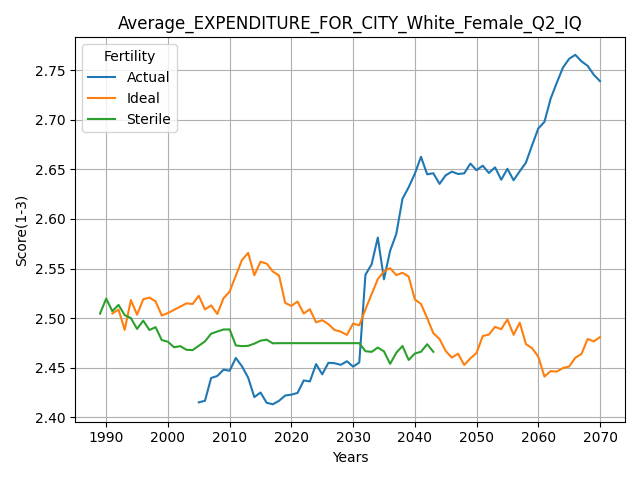 Average_EXPENDITURE_FOR_CITY_White_Female_Q2_IQ
Fertility
Actual
Ideal
Sterile
Score(1-3)
2.75
2.70
2.65
2.60
2.55
2.50
2.45
2.40
1990 2000 2010 2020 2030 2040 2050 2060 2070
Years